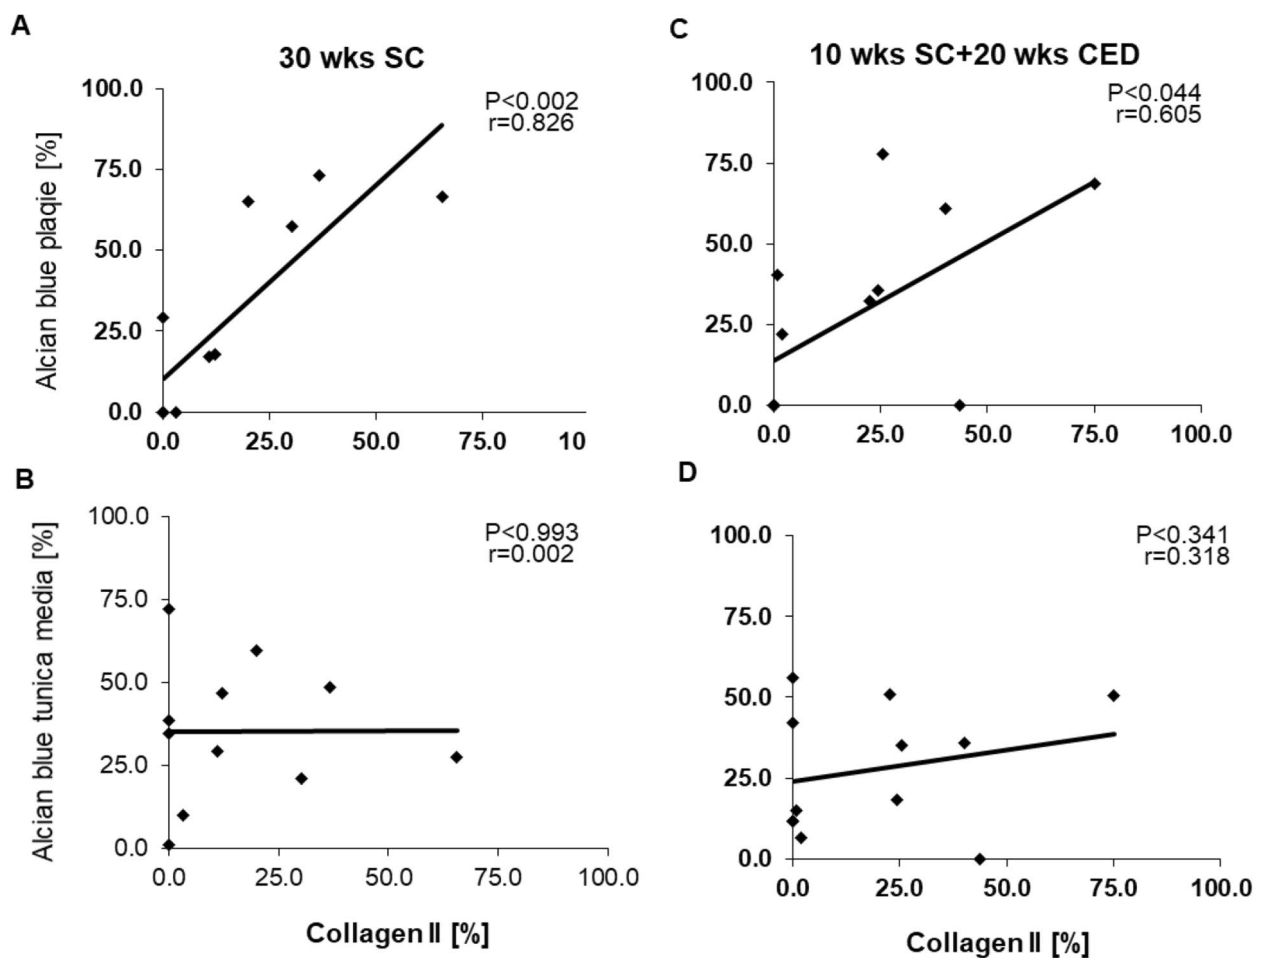 A
30 wks SC
P<0.002
r=0.826
Alcian blue plaqie [%]
100.0
75.0
50.0
25.0
0.0
0.0 25.0 50.0 75.0 10
C
10 wks SC+20 wks CED
P<0.044
r=0.605
100.0
75.0
50.0
25.0
0.0
0.0 25.0 50.0 75.0 100.0
B
P<0.993
r=0.002
Alcian blue tunica media [%]
100.0
75.0
50.0
25.0
0.0
0.0 25.0 50.0 75.0 100.0
Collagen II [%]
D
P<0.341
r=0.318
100.0
75.0
50.0
25.0
0.0
0.0 25.0 50.0 75.0 100.0
Collagen II [%]